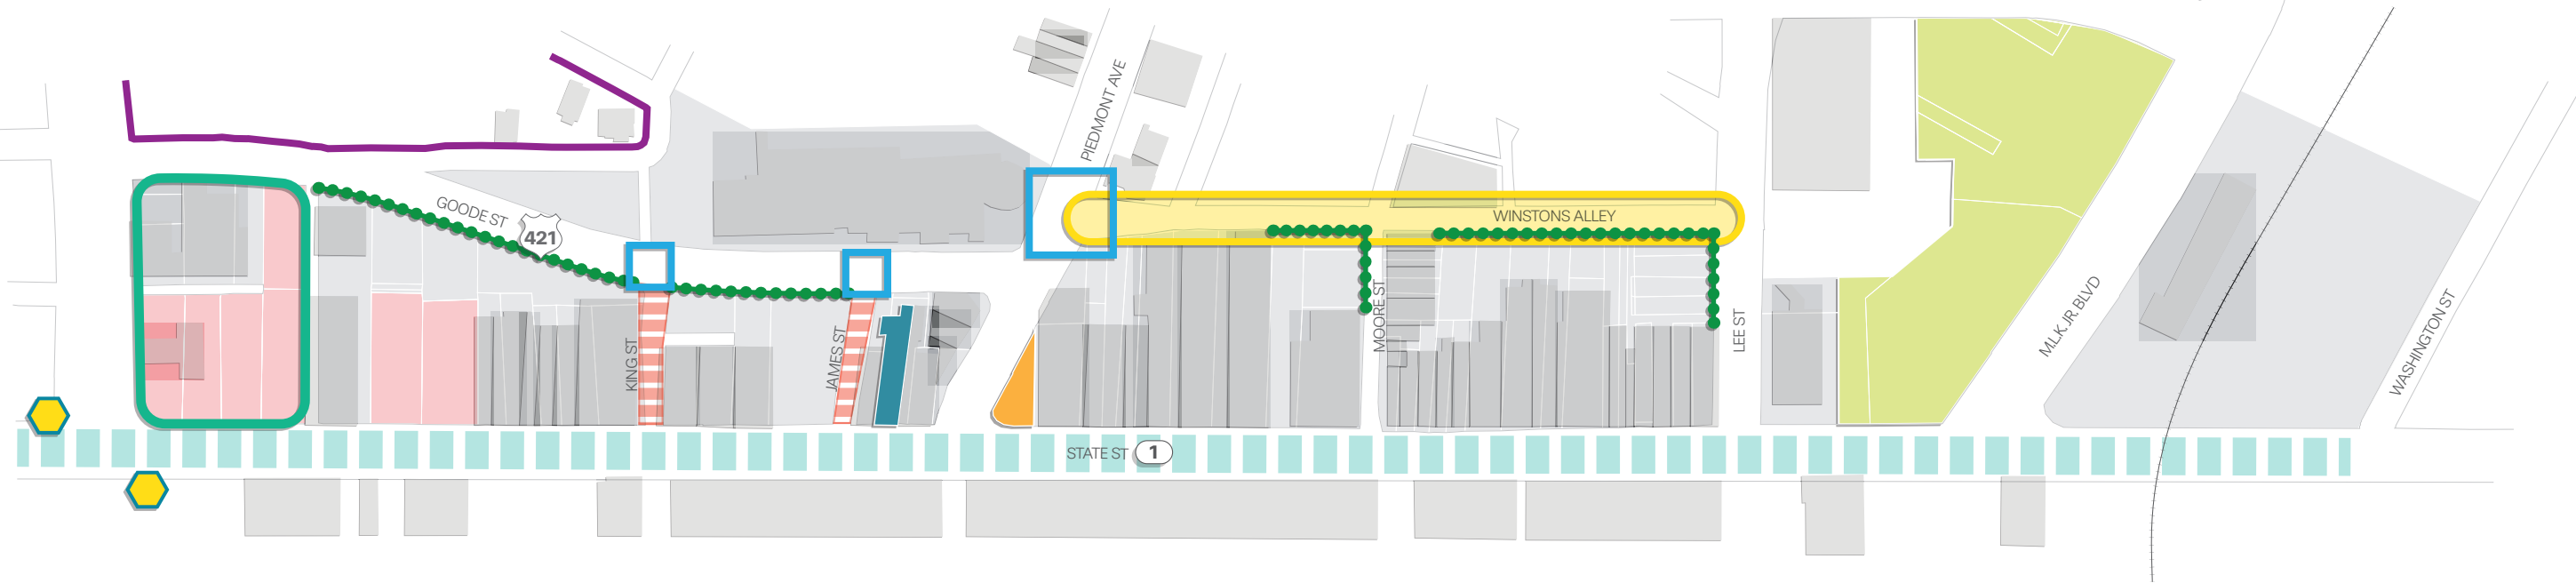 PIEDMONT AVE
GOODE ST
421
WINSTONS ALLEY
KING ST
JAMES ST
MOORE ST
LEE ST
M.L.K. JR BLVD
WASHINGTON ST
STATE ST 1